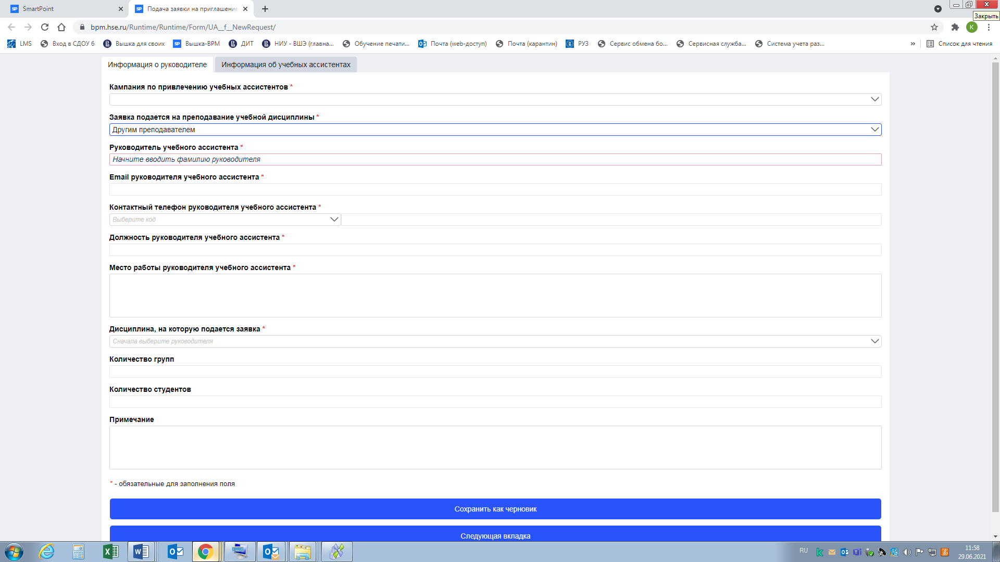 SmartPoint
Подача заявки на приглашение
Закрыть
bpm.hse.ru/Runtime/Runtime/Form/UA__f__NewRequest/
K
LMS
Вход в СДОУ 6
Вышка для своих
Вышка-BPM
ДИТ
НИУ - ВШЭ (главна...
Обучение печати...
Почта (web-доступ)
Почта (карантин)
РУЗ
Сервис обмена бо...
Сервисная служба...
Система учета раз...
»
Список для чтения
Информация о руководителе
Информация об учебных ассистентах
Кампания по привлечению учебных ассистентов *
Заявка подается на преподавание учебной дисциплины *
Другим преподавателем
Руководитель учебного ассистента *
Начните вводить фамилию руководителя
Email руководителя учебного ассистента *
Контактный телефон руководителя учебного ассистента *
Выберите код
Должность руководителя учебного ассистента *
Место работы руководителя учебного ассистента *
Дисциплина, на которую подается заявка *
Сначала выберите руководителя
Количество групп
Количество студентов
Примечание
* - обязательные для заполнения поля
Сохранить как черновик
Следующая вкладка
RU
11:58
29.06.2021